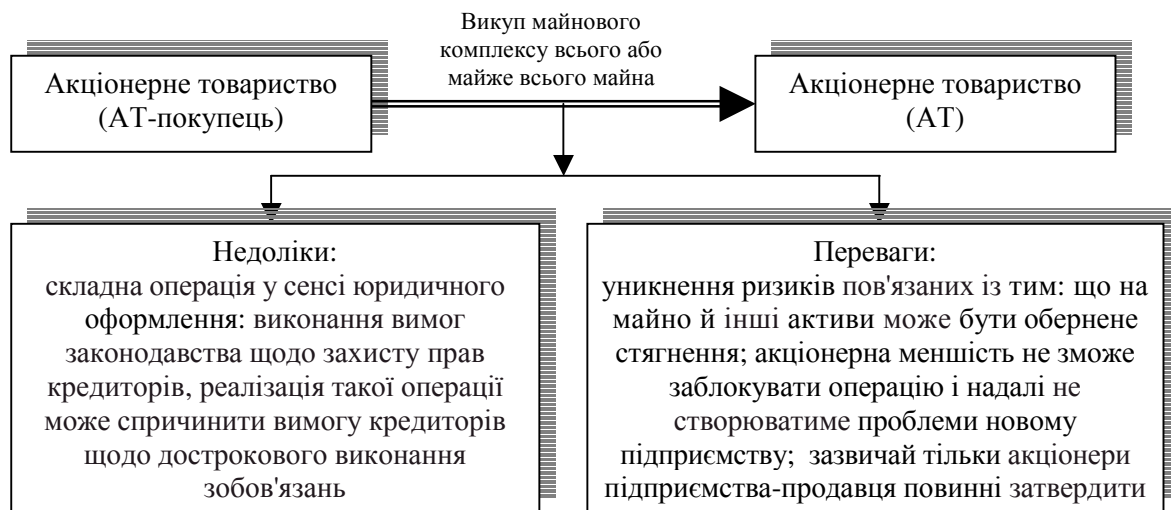 Викуп майнового
комплексу всього або
майже всього майна
Акціонерне товариство
(АТ-покупець)
Акціонерне товариство
(АТ)
Недоліки:
складна операція у сенсі юридичного
оформлення: виконання вимог
законодавства щодо захисту прав
кредиторів, реалізація такої операції
може спричинити вимогу кредиторів
щодо дострокового виконання
зобов'язань
Переваги:
уникнення ризиків пов'язаних із тим: що на
майно й інші активи може бути обернене
стягнення; акціонерна меншість не зможе
заблокувати операцію і надалі не
створюватиме проблеми новому
підприємству; зазвичай тільки акціонери
підприємства-продавця повинні затвердити